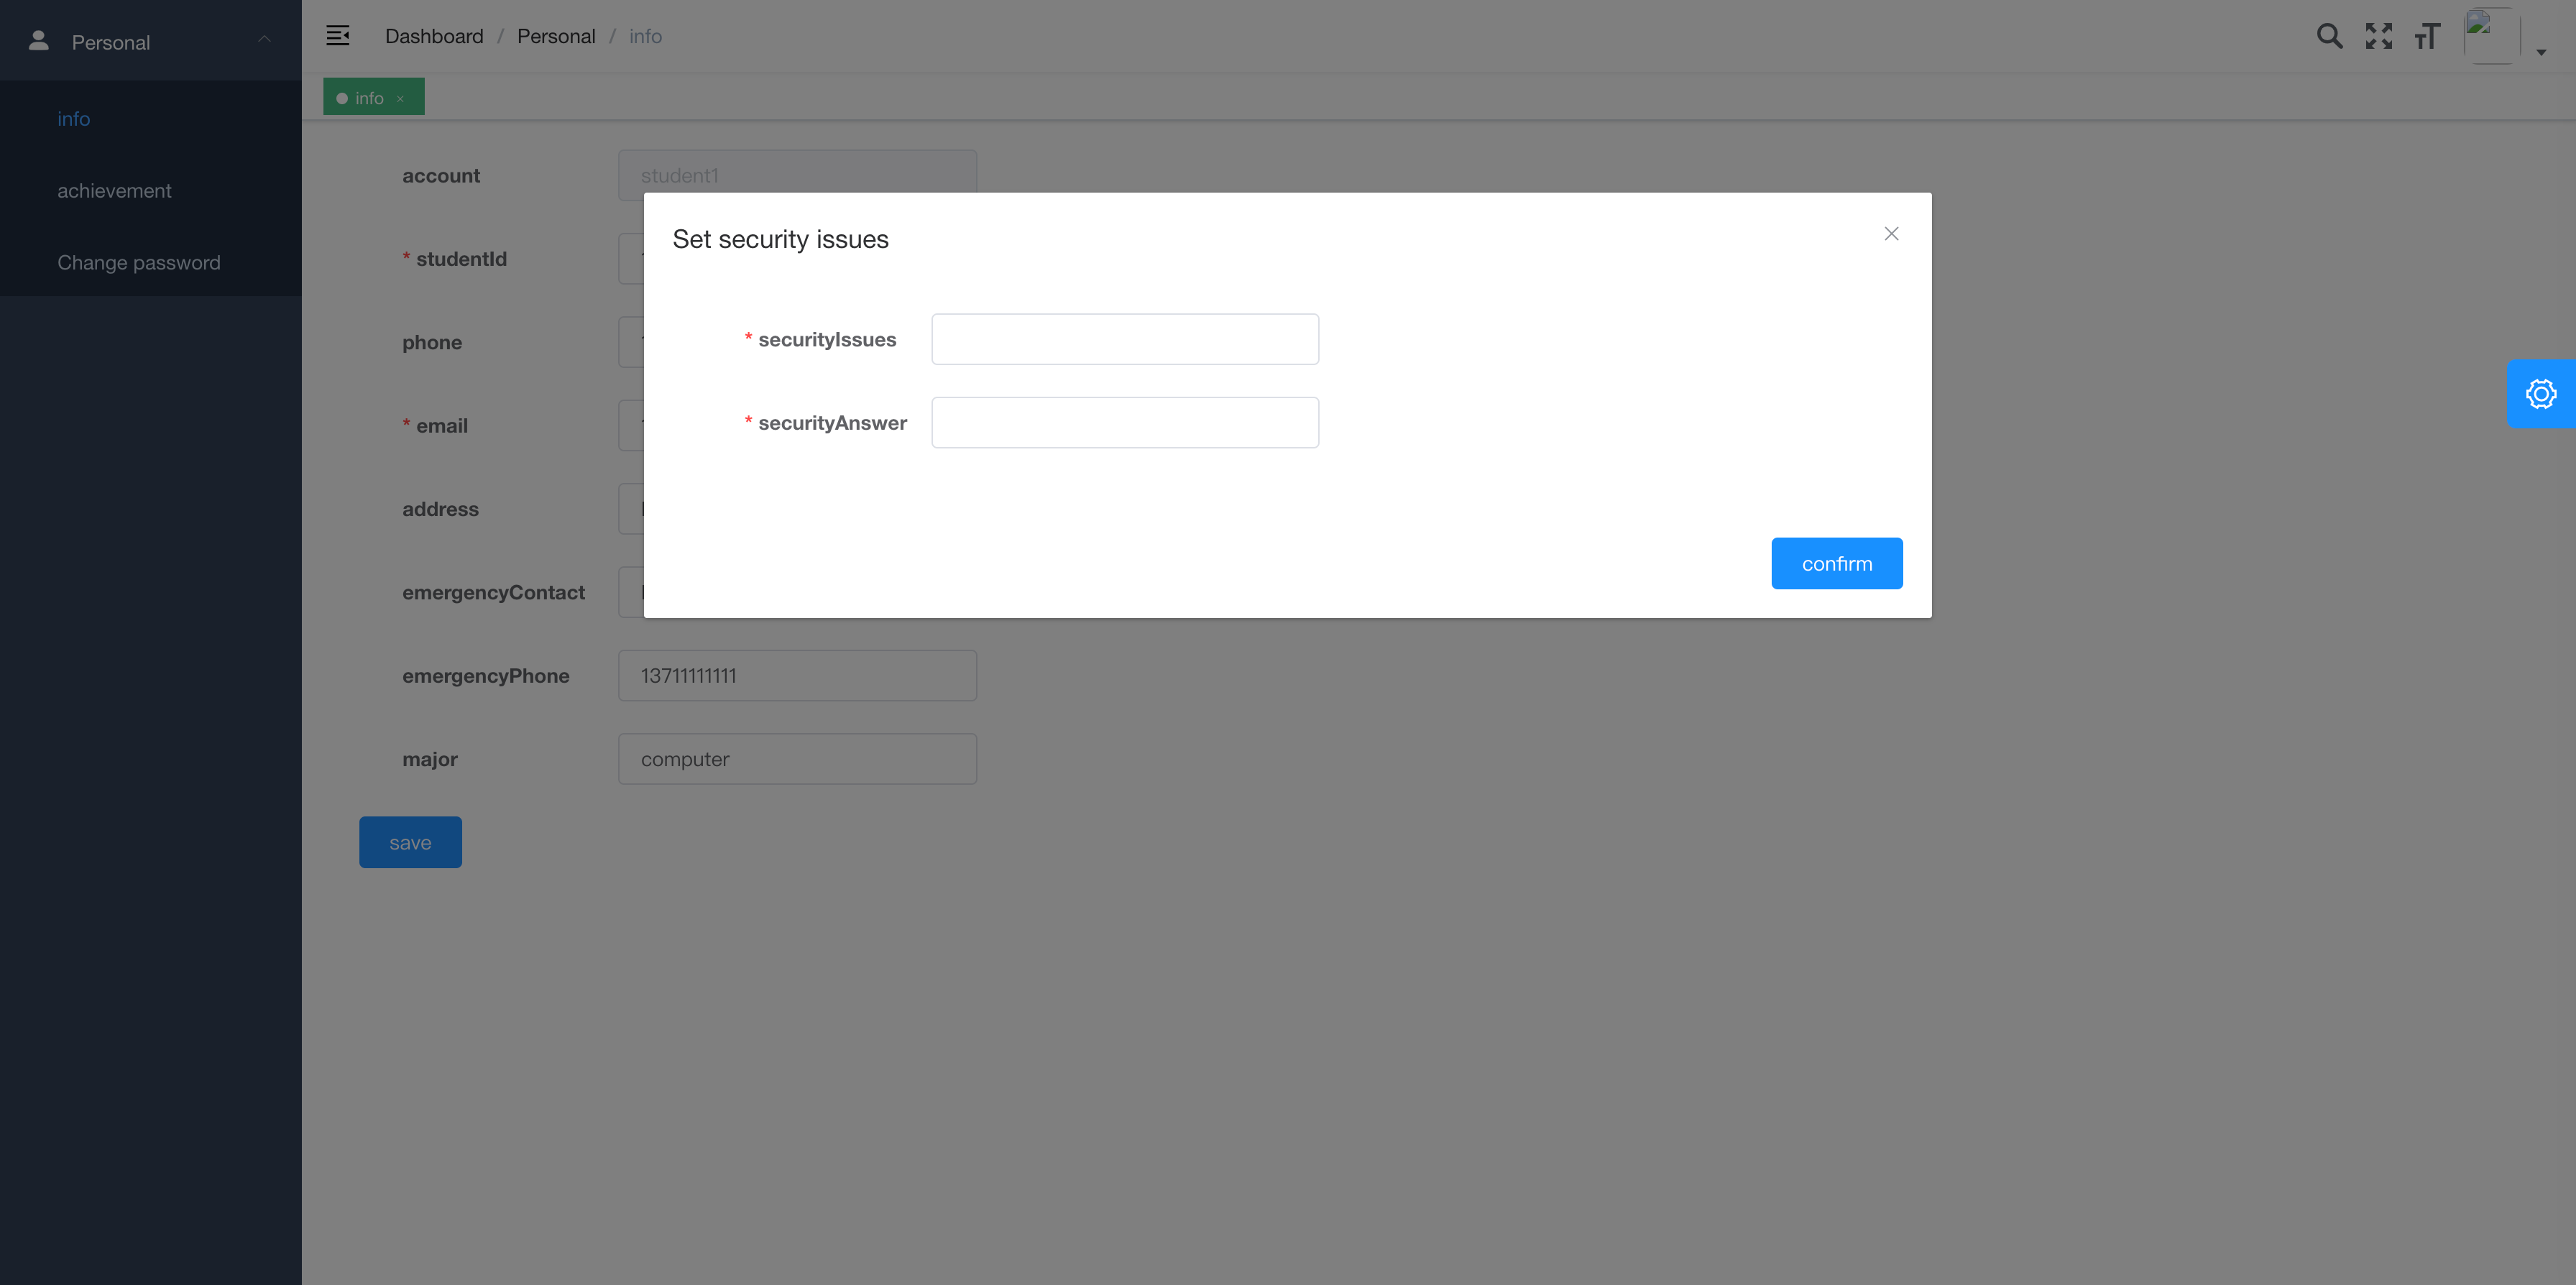 Personal
info
achievement
Change password
Dashboard / Personal / info
info ×
account student1
* studentId
phone
* email
address
emergencyContact
emergencyPhone 13711111111
major computer
save
Set security issues
* securityIssues
* securityAnswer
confirm